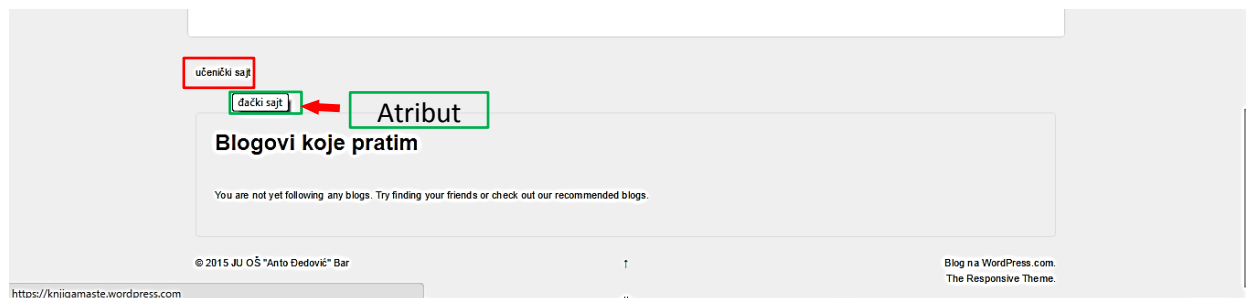 učenički sajt
đački sajt
Atribut
Blogovi koje pratim
You are not yet following any blogs. Try finding your friends or check out our recommended blogs.
© 2015 JU OŠ "Anto Đedović" Bar
↑
Blog na WordPress.com.
The Responsive Theme.
https://knjigamaste.wordpress.com